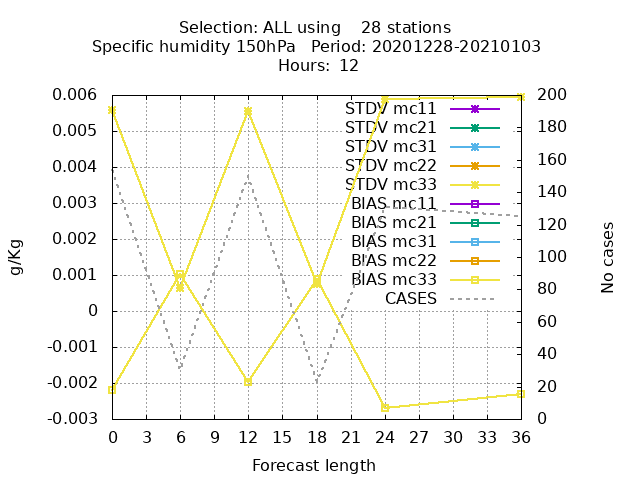 Selection: ALL using    28 stations
Specific humidity 150hPa   Period: 20201228-20210103
Hours:  12
0.006
0.005
0.004
0.003
0.002
0.001
0
-0.001
-0.002
-0.003
g/Kg
STDV mc11
STDV mc21
STDV mc31
STDV mc22
STDV mc33
BIAS mc11
BIAS mc21
BIAS mc31
BIAS mc22
BIAS mc33
CASES
200
180
160
140
120
100
80
60
40
20
0
No cases
0 3 6 9 12 15 18 21 24 27 30 33 36
Forecast length